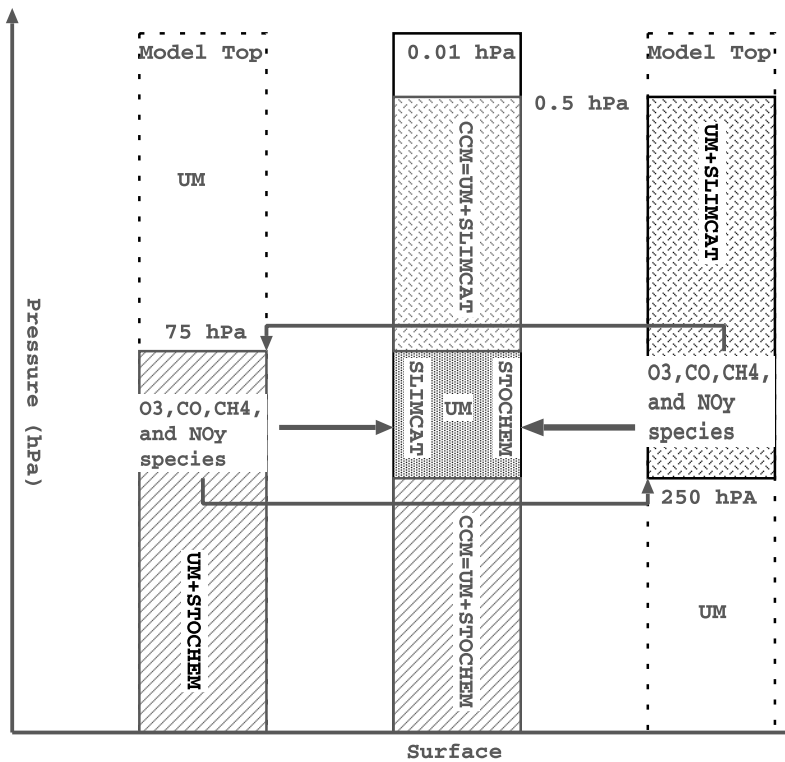 Model Top
0.01 hPa
Model Top
0.5 hPa
UM
CCM=UM+SLIMCAT
UM+SLIMCAT
Pressure (hPa)
75 hPa
O3,CO,CH4,
and NOy
species
SLIMCAT
UM
STOCHEM
O3,CO,CH4,
and NOy
species
250 hPA
UM+STOCHEM
CCM=UM+STOCHEM
UM
Surface